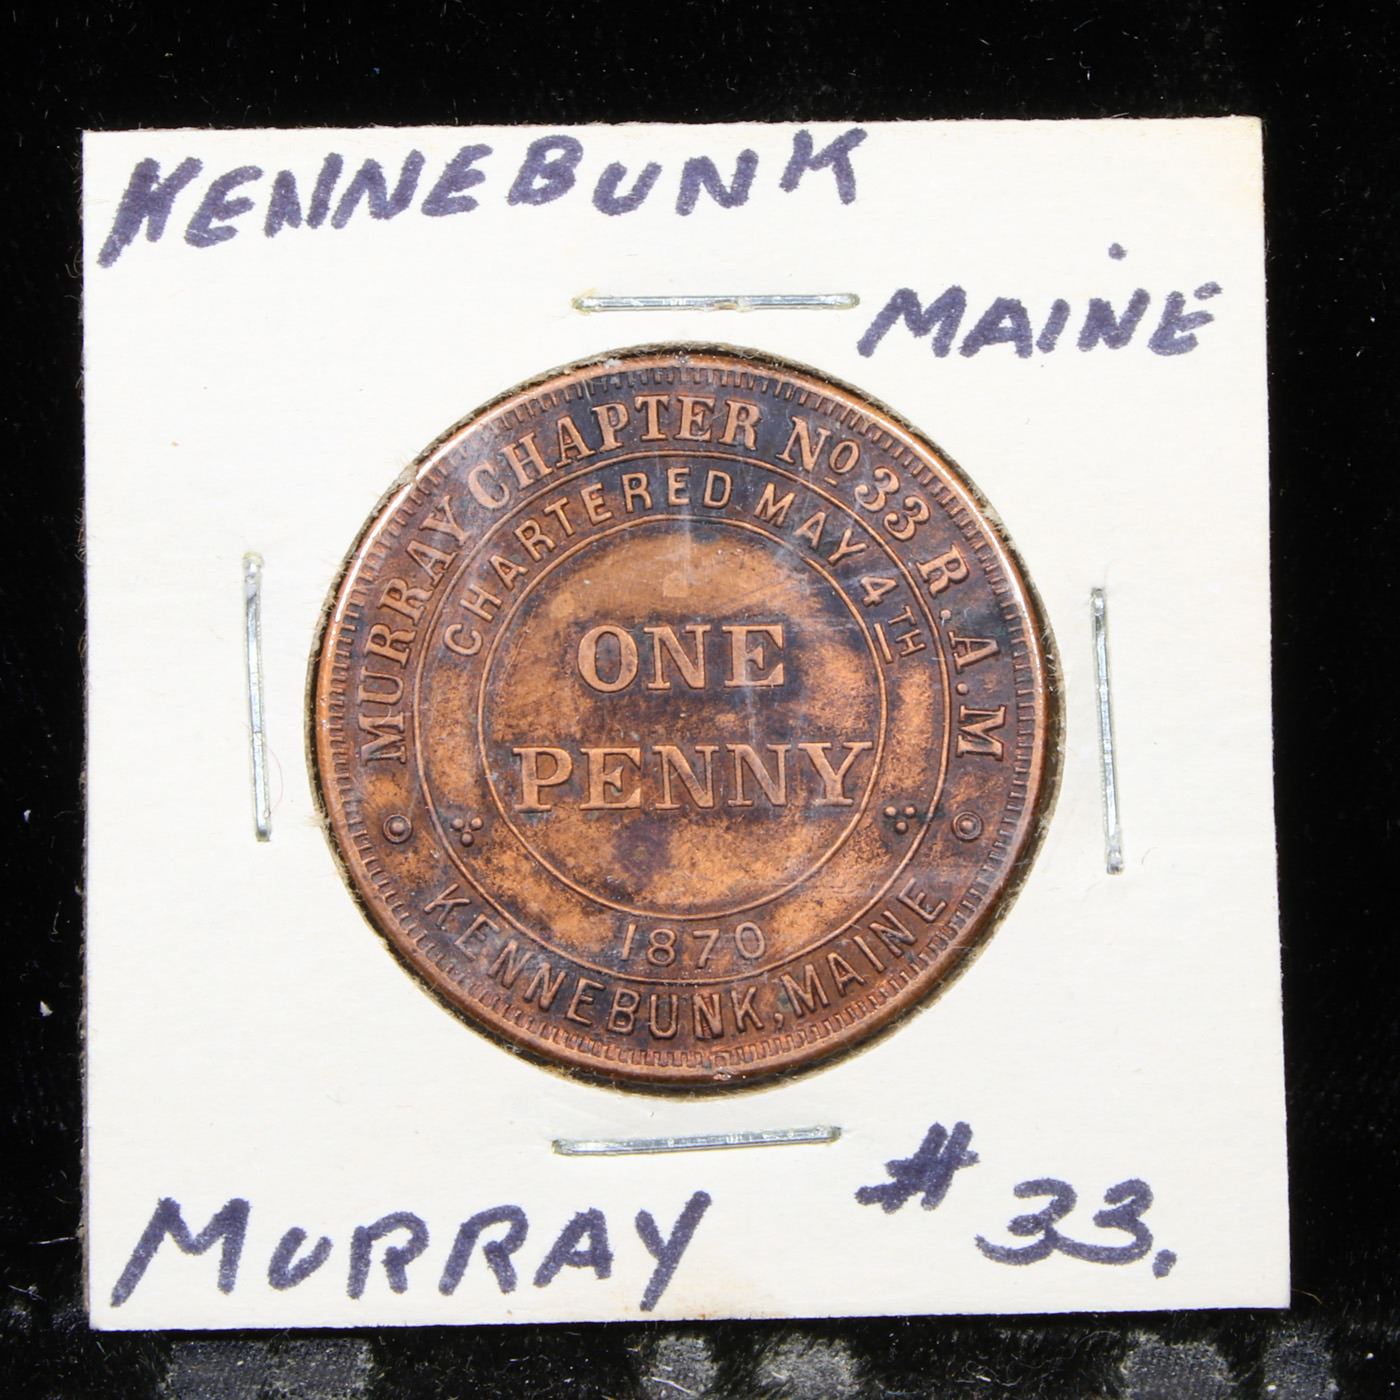 KENNEBUNK
MAINE
MURRAY CHAPTER No 33 R.A.M
CHARTERED MAY 4TH
ONE
PENNY
1870
KENNEBUNK, MAINE
MURRAY #33.